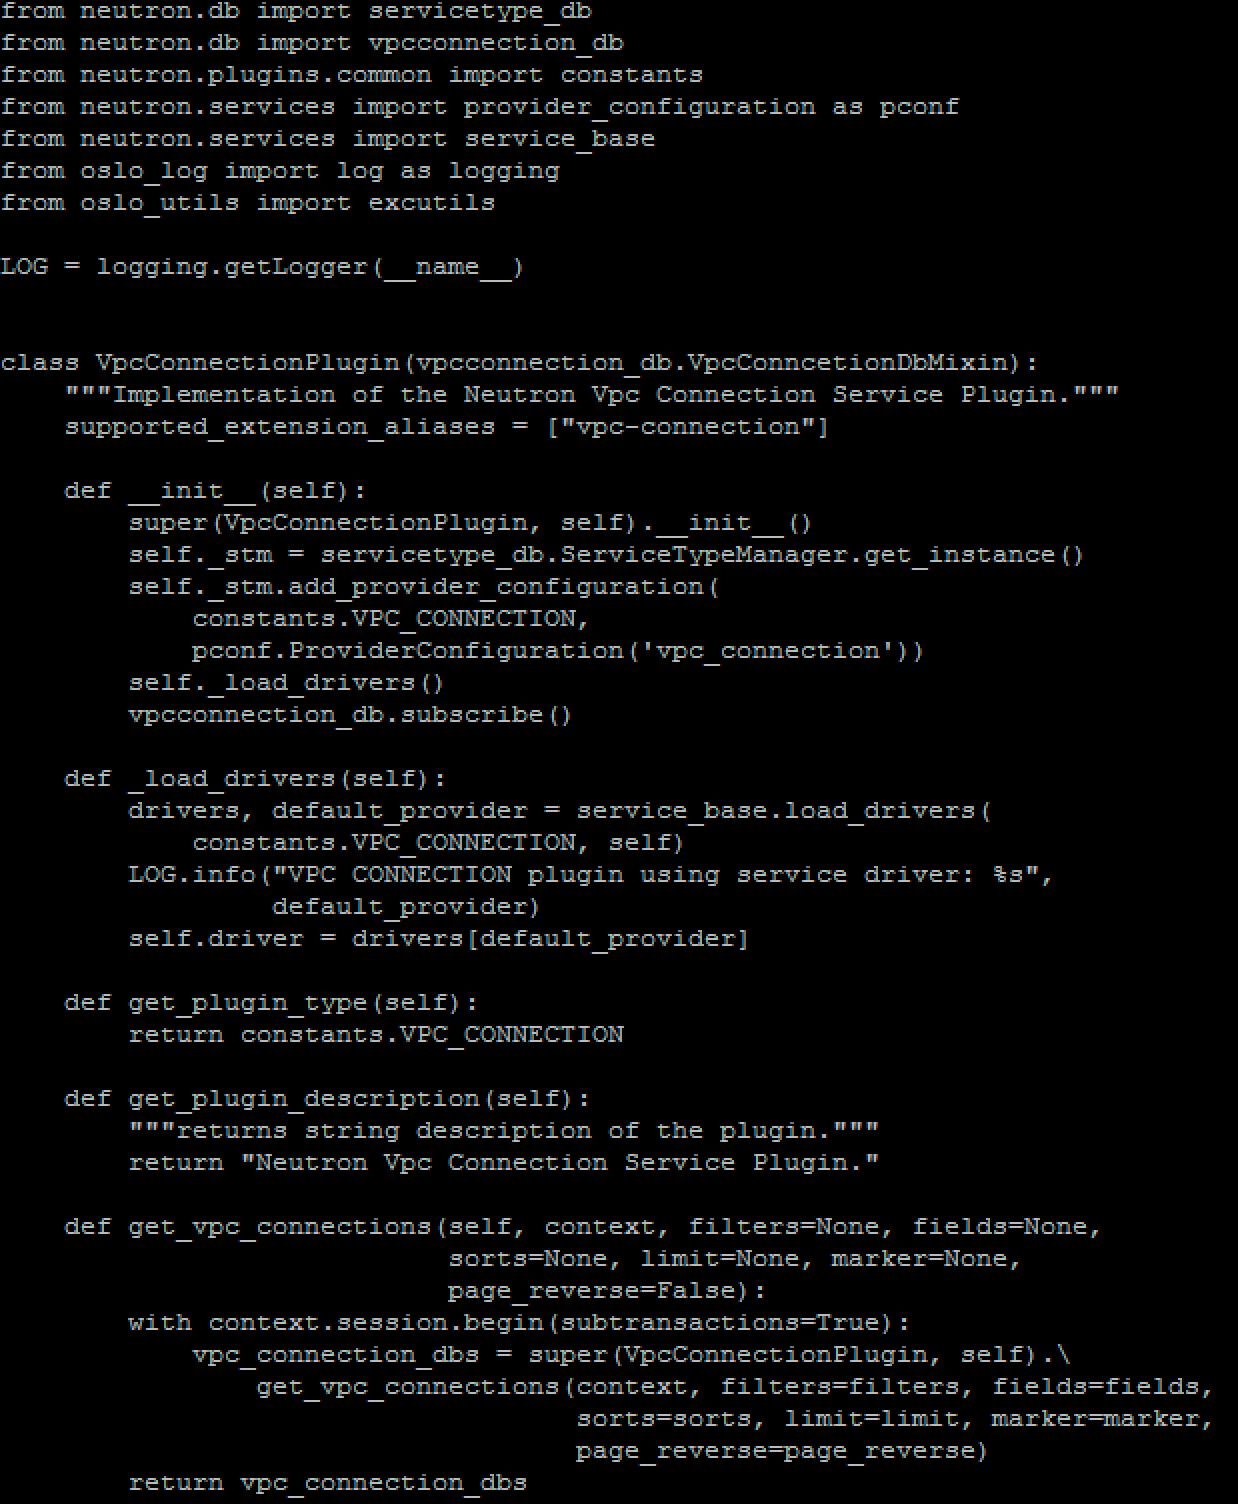 from neutron.db import servicetype_db
from neutron.db import vpcconnection_db
from neutron.plugins.common import constants
from neutron.services import provider_configuration as pconf
from neutron.services import service_base
from oslo_log import log as logging
from oslo_utils import excutils

LOG = logging.getLogger(__name__)


class VpcConnectionPlugin(vpcconnection_db.VpcConncetionDbMixin):
    """Implementation of the Neutron Vpc Connection Service Plugin."""
    supported_extension_aliases = ["vpc-connection"]

    def __init__(self):
        super(VpcConnectionPlugin, self).__init__()
        self._stm = servicetype_db.ServiceTypeManager.get_instance()
        self._stm.add_provider_configuration(
            constants.VPC_CONNECTION,
            pconf.ProviderConfiguration('vpc_connection'))
        self._load_drivers()
        vpcconnection_db.subscribe()

    def _load_drivers(self):
        drivers, default_provider = service_base.load_drivers(
            constants.VPC_CONNECTION, self)
        LOG.info("VPC CONNECTION plugin using service driver: %s",
                 default_provider)
        self.driver = drivers[default_provider]

    def get_plugin_type(self):
        return constants.VPC_CONNECTION

    def get_plugin_description(self):
        """returns string description of the plugin."""
        return "Neutron Vpc Connection Service Plugin."

    def get_vpc_connections(self, context, filters=None, fields=None,
                            sorts=None, limit=None, marker=None,
                            page_reverse=False):
        with context.session.begin(subtransactions=True):
            vpc_connection_dbs = super(VpcConnectionPlugin, self).\
                get_vpc_connections(context, filters=filters, fields=fields,
                                    sorts=sorts, limit=limit, marker=marker,
                                    page_reverse=page_reverse)
        return vpc_connection_dbs